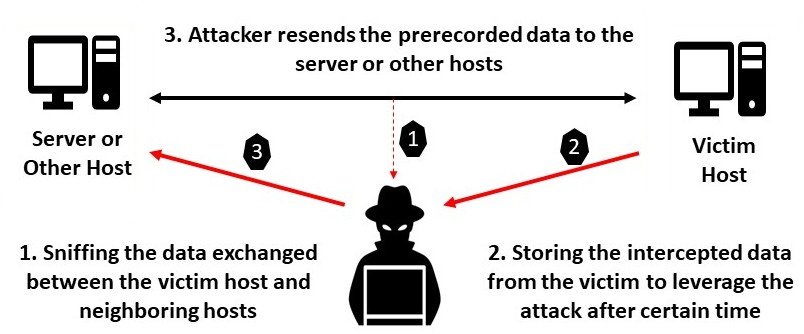 3. Attacker resends the prerecorded data to the
server or other hosts
Server or
Other Host
3
1
2
Victim
Host
1. Sniffing the data exchanged
between the victim host and
neighboring hosts
2. Storing the intercepted data
from the victim to leverage the
attack after certain time